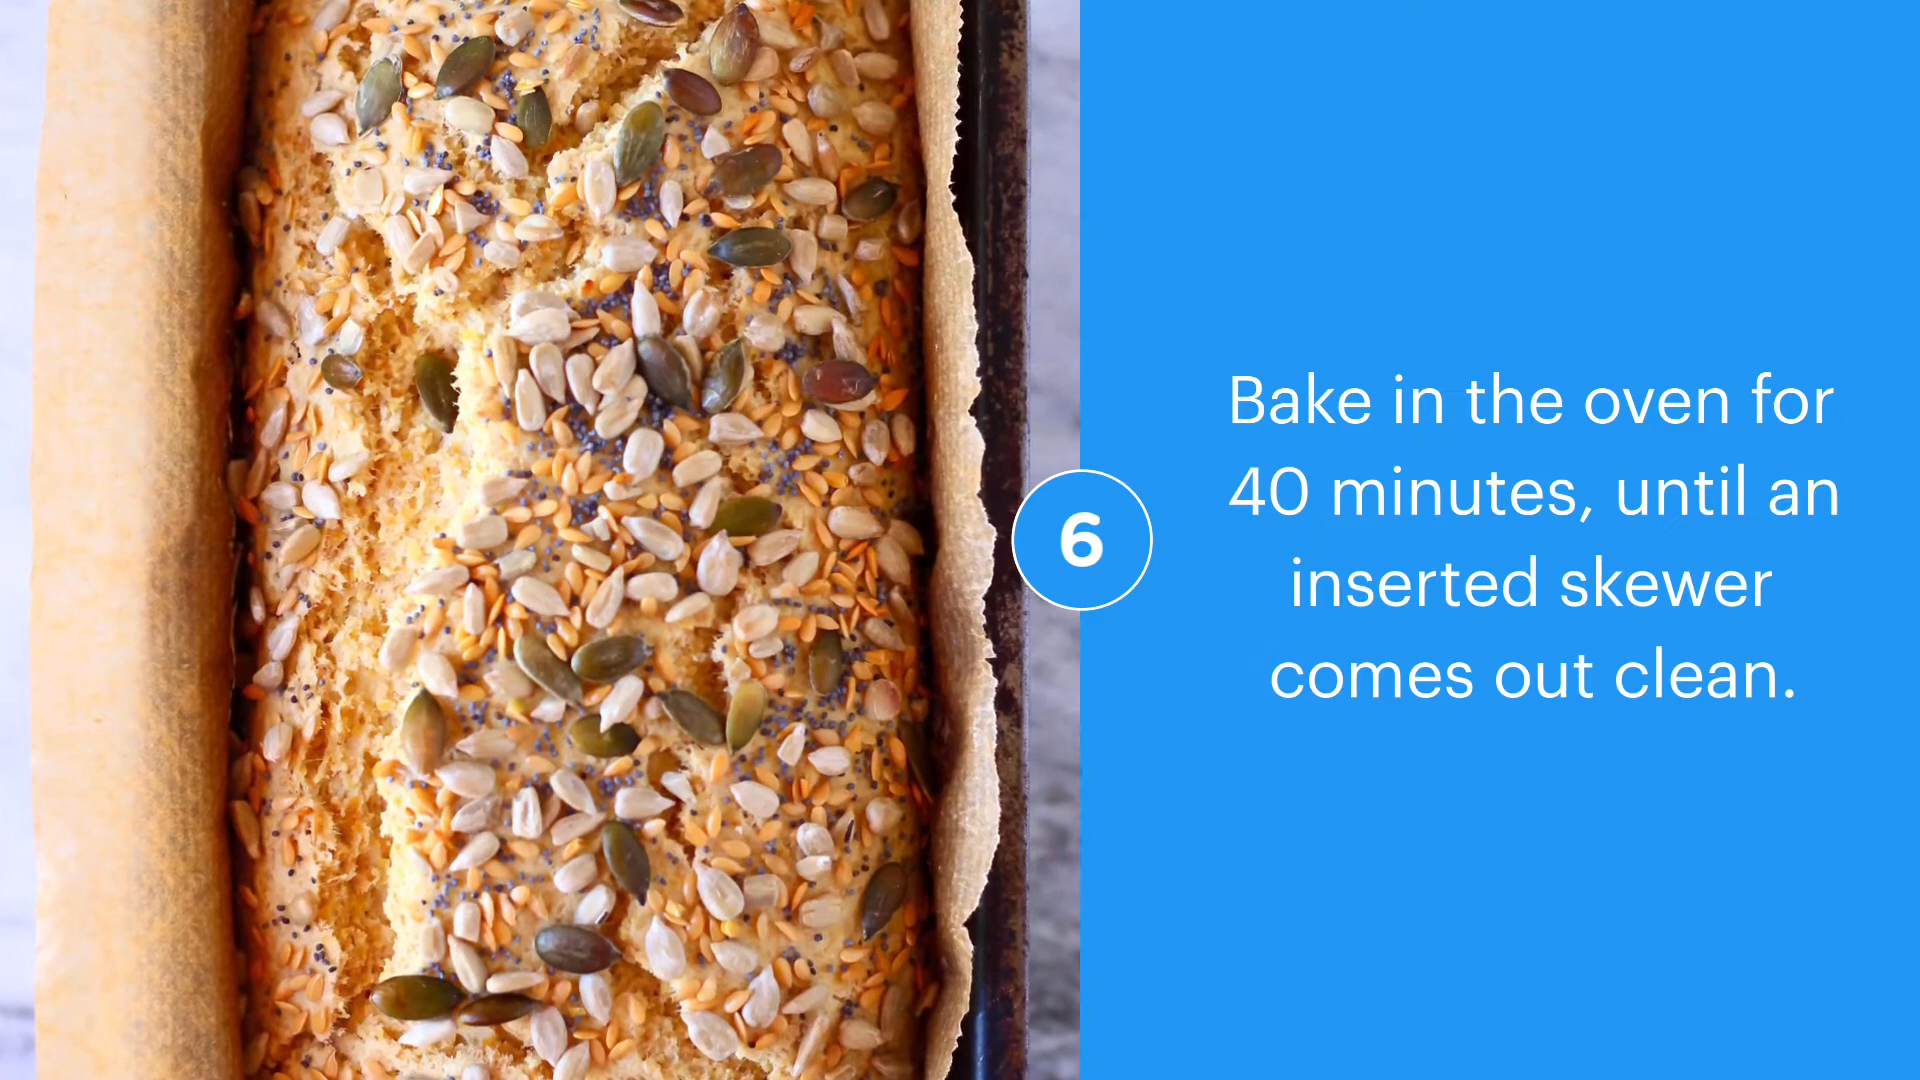 6
Bake in the oven for
40 minutes, until an
inserted skewer
comes out clean.